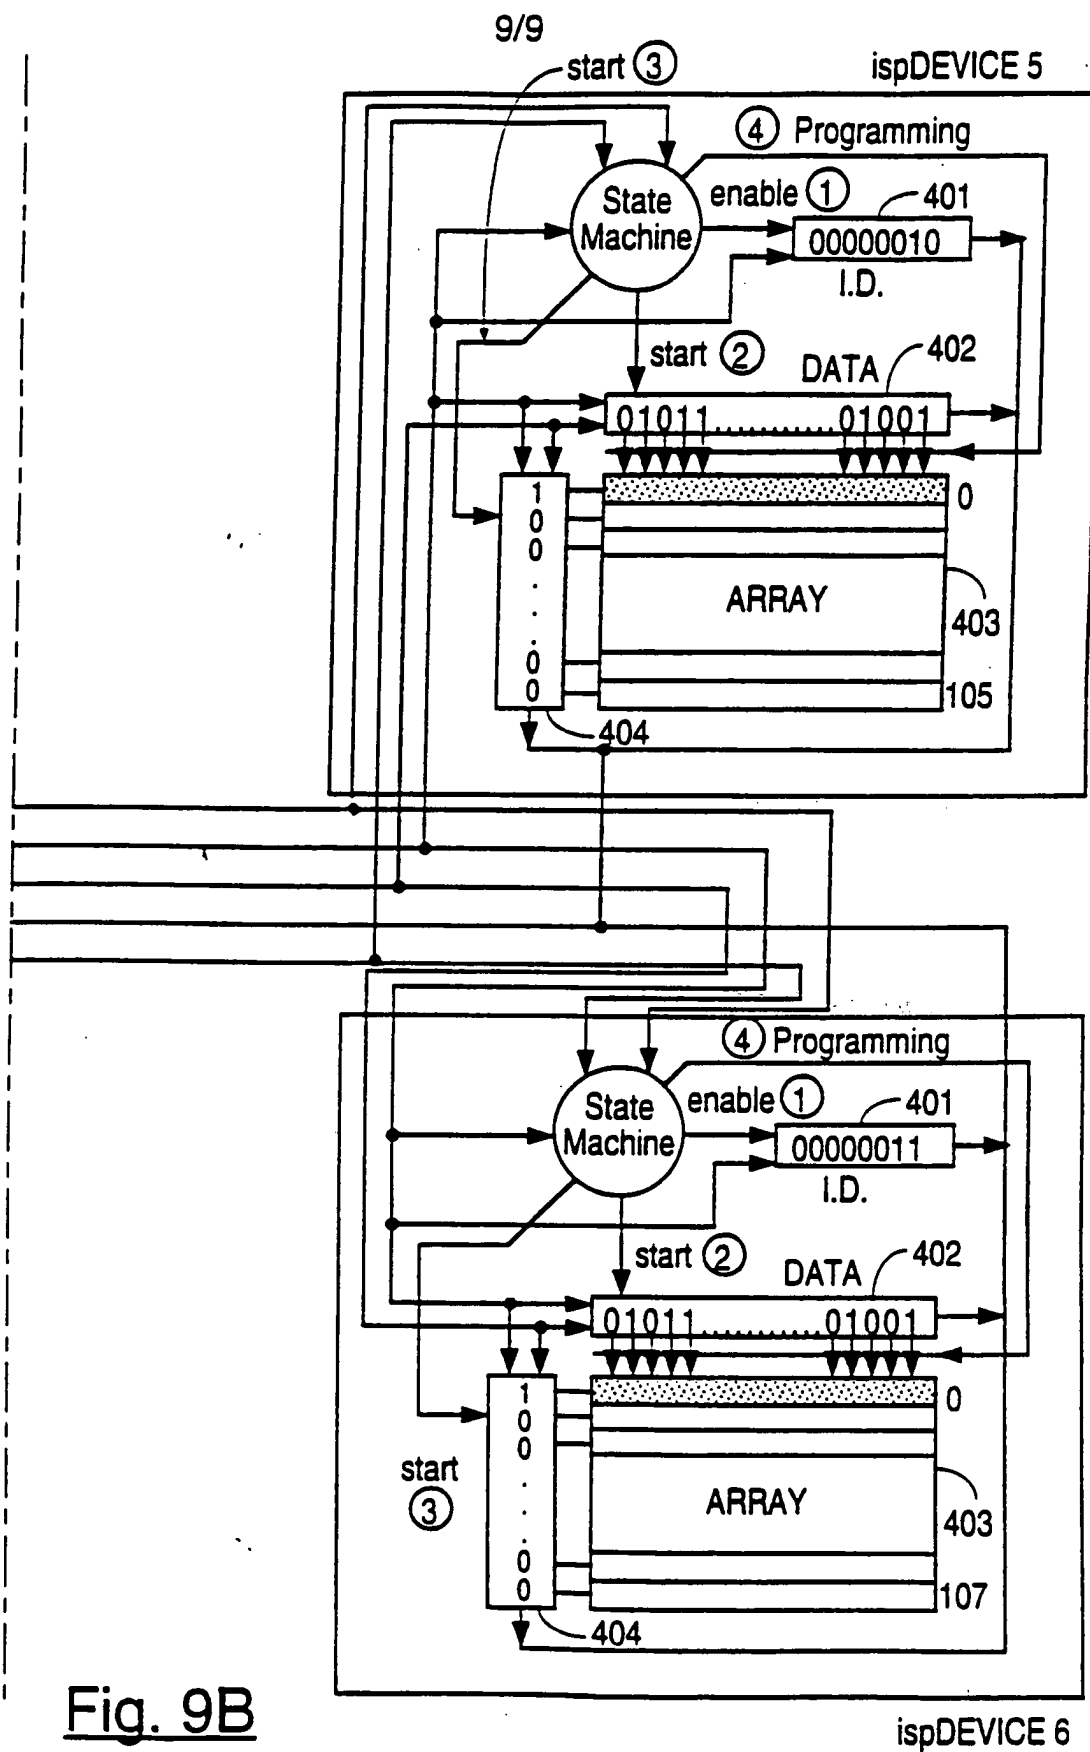 9/9
start 3
ispDEVICE 5
4 Programming
State
Machine
enable 1
401
00000010
I.D.
start 2
DATA
402
01011..............01001
1
0
0
.
.
.
0
0
0
ARRAY
403
105
404
4 Programming
State
Machine
enable 1
401
00000011
I.D.
start 2
DATA
402
01011..............01001
1
0
0
.
.
.
0
0
0
start
3
ARRAY
403
107
404
Fig. 9B
ispDEVICE 6